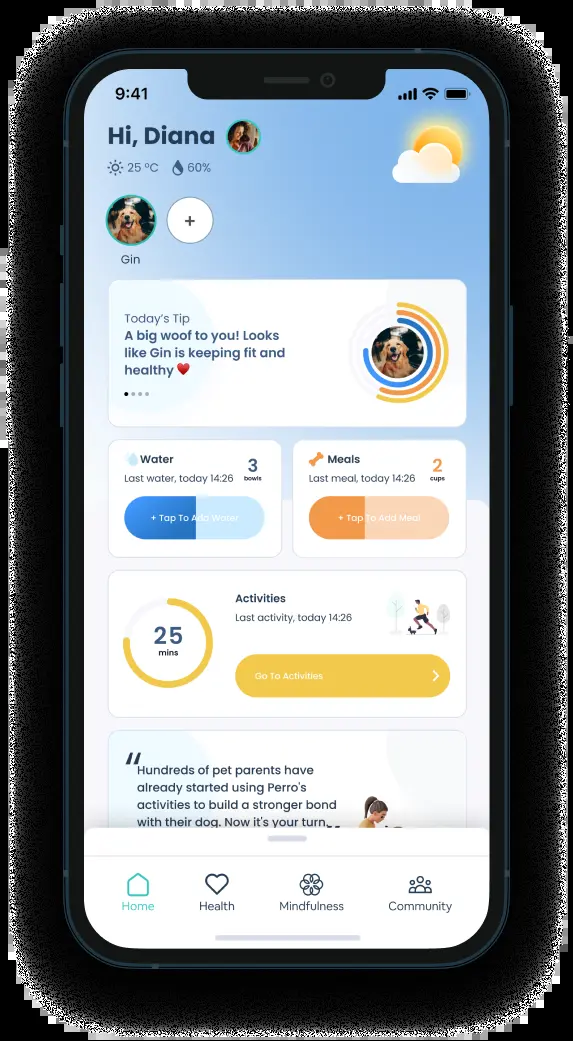 9:41
Hi, Diana
25 ºC 60%
+
Gin
Today's Tip
A big woof to you! Looks
like Gin is keeping fit and
healthy ❤️
Water
3
Last water, today 14:26
bowls
+ Tap To Add Water
Meals
2
Last meal, today 14:26
cups
+ Tap To Add Meal
25
mins
Activities
Last activity, today 14:26
Go To Activities
“
Hundreds of pet parents have
already started using Perro's
activities to build a stronger bond
with their dog. Now it's your turn.
Home
Health
Mindfulness
Community